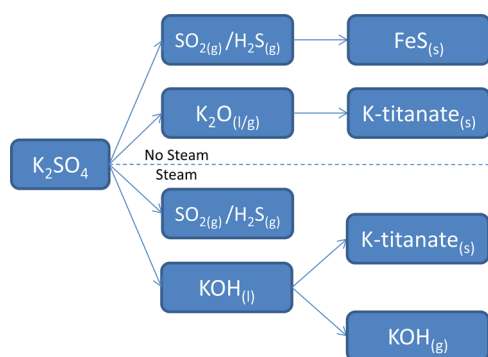 SO₂(g)/H₂S(g)
FeS(s)
K₂O(l/g)
K-titanate(s)
K₂SO₄
No Steam
Steam
SO₂(g)/H₂S(g)
K-titanate(s)
KOH(l)
KOH(g)